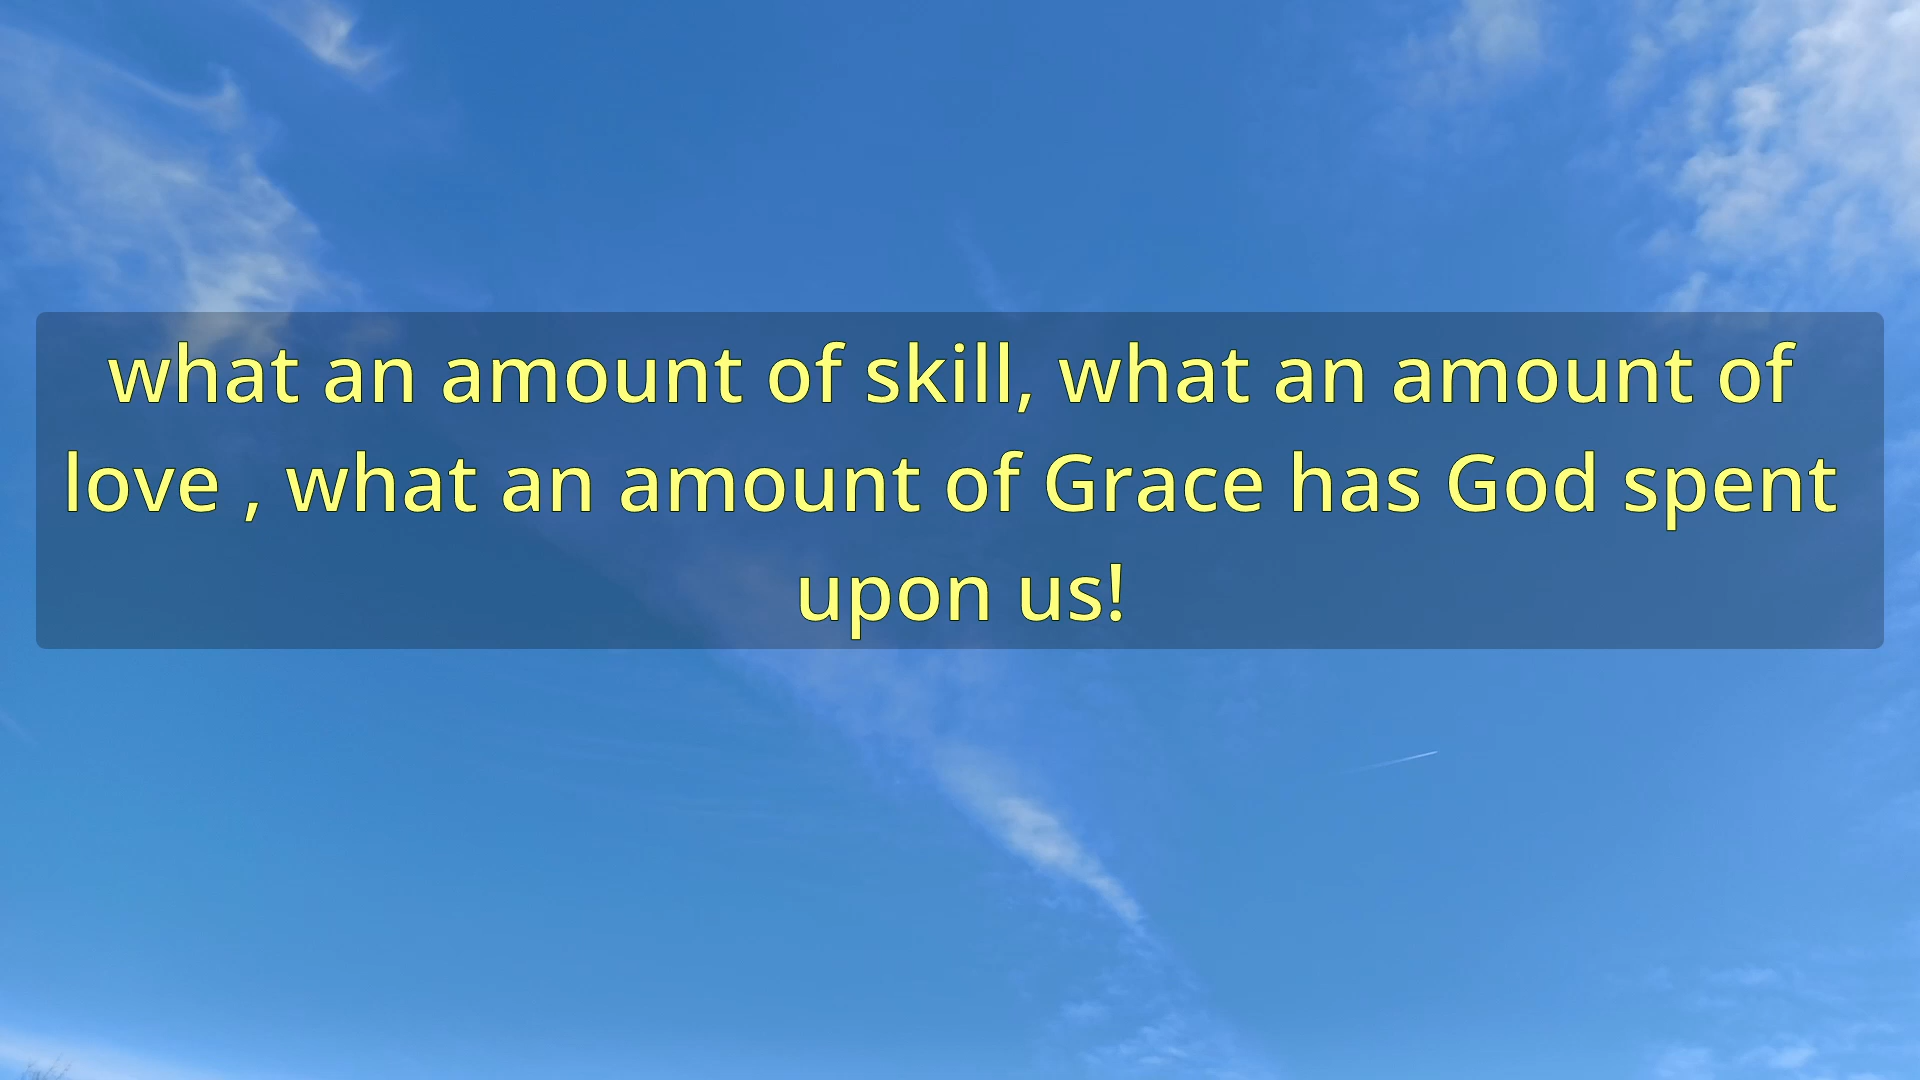 what an amount of skill, what an amount of
love , what an amount of Grace has God spent
upon us!